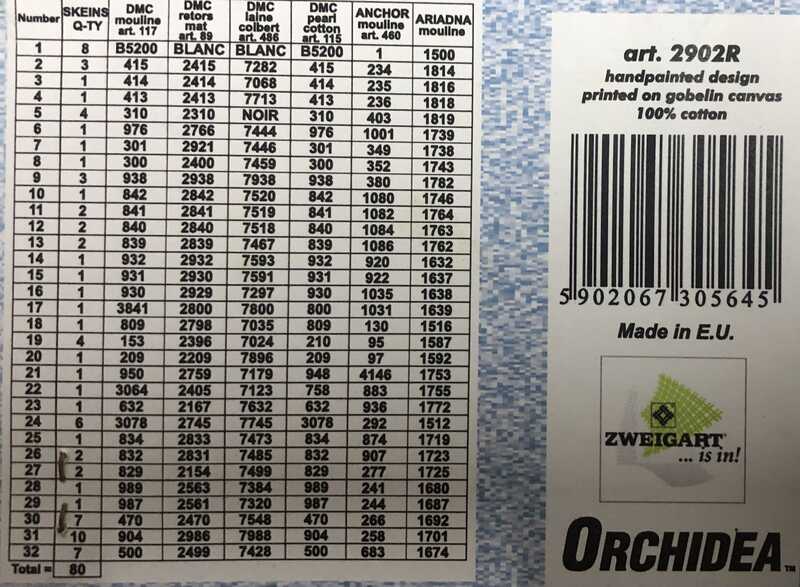 Number SKEINS Q-TY DMC mouline art. 117 DMC retors mat art. 89 DMC laine colbert art. 486 DMC pearl cotton art. 115 ANCHOR mouline art. 460 ARIADNA mouline
1 8 B5200 BLANC BLANC B5200 1 1500
2 3 415 2415 7282 415 234 1814
3 1 414 2414 7068 414 235 1816
4 1 413 2413 7713 413 236 1818
5 4 310 2310 NOIR 310 403 1819
6 1 976 2766 7444 976 1001 1739
7 1 301 2921 7446 301 349 1738
8 1 300 2400 7459 300 352 1743
9 3 938 2938 7938 938 380 1782
10 1 842 2842 7520 842 1080 1746
11 2 841 2841 7519 841 1082 1764
12 2 840 2840 7518 840 1084 1763
13 2 839 2839 7467 839 1086 1762
14 1 932 2932 7593 932 920 1632
15 1 931 2930 7591 931 922 1637
16 1 930 2929 7297 930 1035 1638
17 1 3841 2800 7800 800 1031 1639
18 1 809 2798 7035 809 130 1516
19 4 153 2396 7024 210 95 1587
20 1 209 2209 7896 209 97 1592
21 1 950 2759 7179 948 4146 1753
22 1 3064 2405 7123 758 883 1755
23 1 632 2167 7632 632 936 1772
24 6 3078 2745 7745 3078 292 1512
25 1 834 2833 7473 834 874 1719
26 2 832 2831 7485 832 907 1723
27 2 829 2154 7499 829 277 1725
28 1 989 2563 7384 989 241 1680
29 1 987 2561 7320 987 244 1687
30 7 470 2470 7548 470 266 1692
31 10 904 2986 7988 904 258 1701
32 7 500 2499 7428 500 683 1674
Total = 80
art. 2902R
handpainted design
printed on gobelin canvas
100% cotton
5 902067 305645
Made in E.U.
ZWEIGART
... is in!
ORCHIDEA™